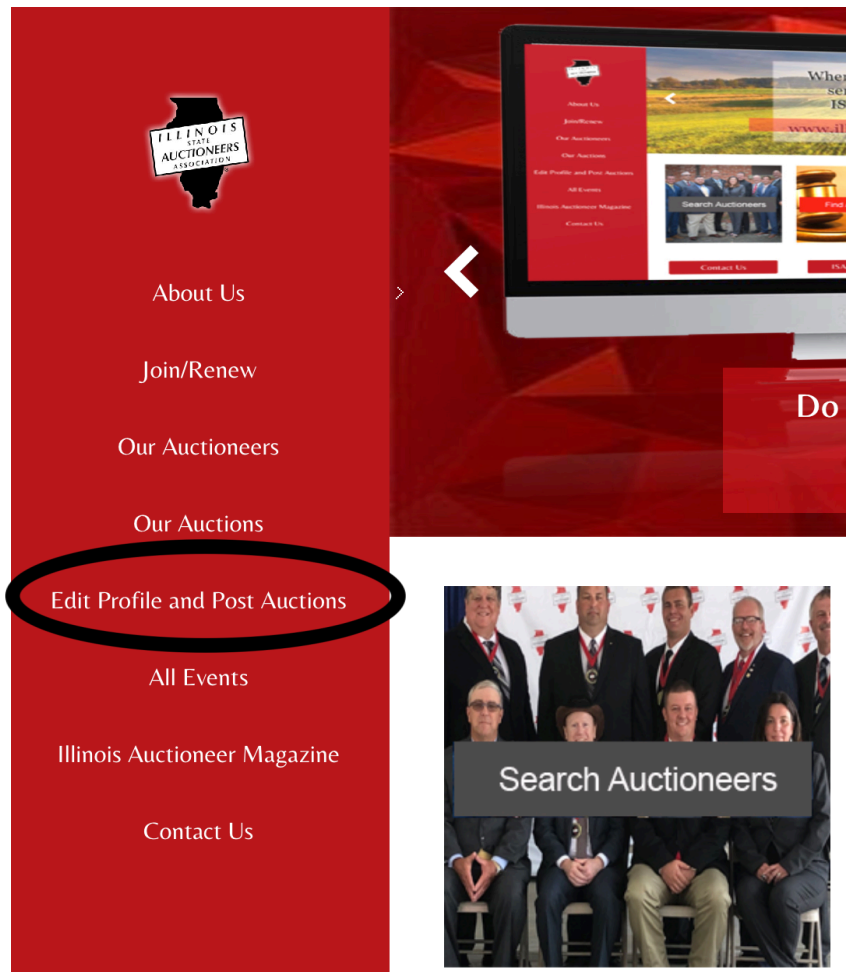 ILLINOIS
STATE
AUCTIONEERS
ASSOCIATION
About Us
Join/Renew
Our Auctioneers
Our Auctions
Edit Profile and Post Auctions
All Events
Illinois Auctioneer Magazine
Contact Us
About Us
Join/Renew
Our Auctioneers
Our Auctions
Edit Profile and Post Auctions
All Events
Illinois Auctioneer Magazine
Contact Us
Search Auctioneers
Contact Us
Do
Search Auctioneers